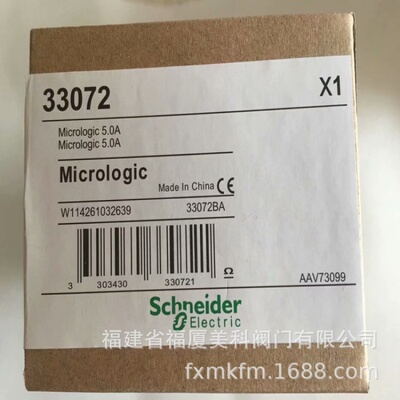 33072 X1
Micrologic 5.0A
Micrologic 5.0A
Micrologic
Made In China CE
W114261032639 33072BA
3 303430 330721 Ω
AAV73099
Schneider
Electric
福建省福厦美科阀门有限公司
fxmkfm.1688.com